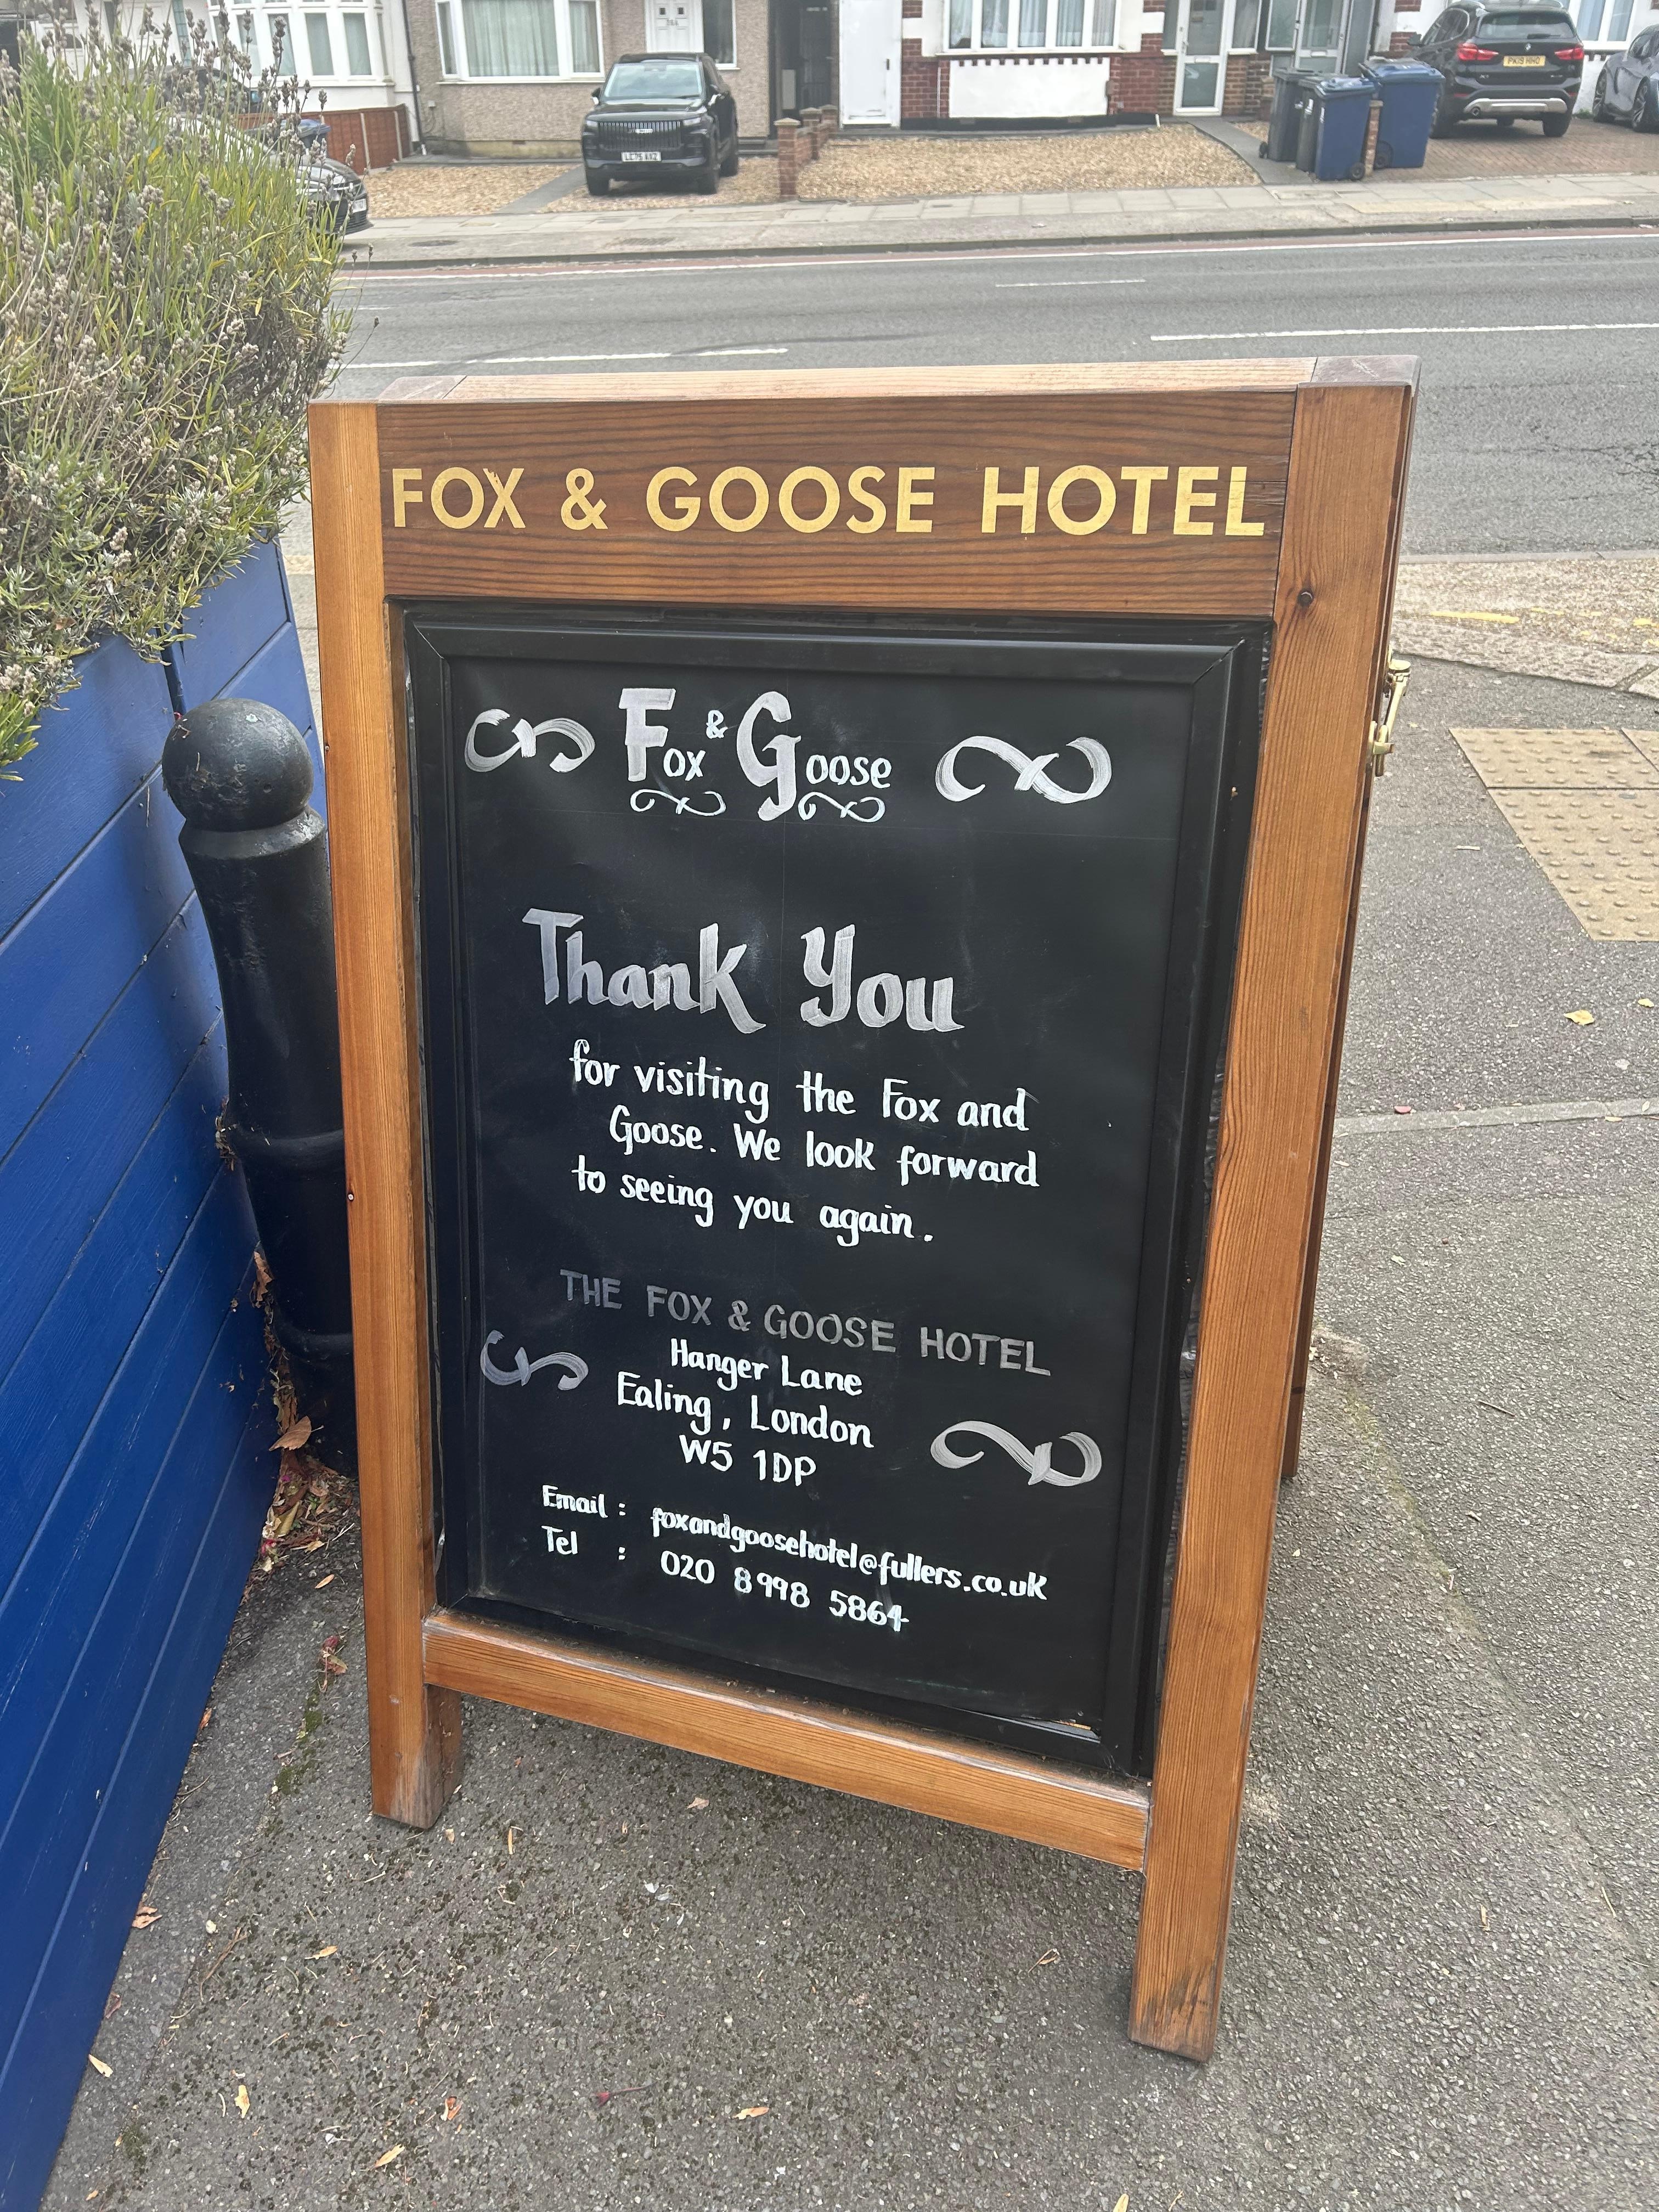 FOX & GOOSE HOTEL
Fox & Goose
Thank You
for visiting the Fox and
Goose. We look forward
to seeing you again.
THE FOX & GOOSE HOTEL
Hanger Lane
Ealing, London
W5 1DP
Email : foxandgoosehotel@fullers.co.uk
Tel : 020 8998 5864